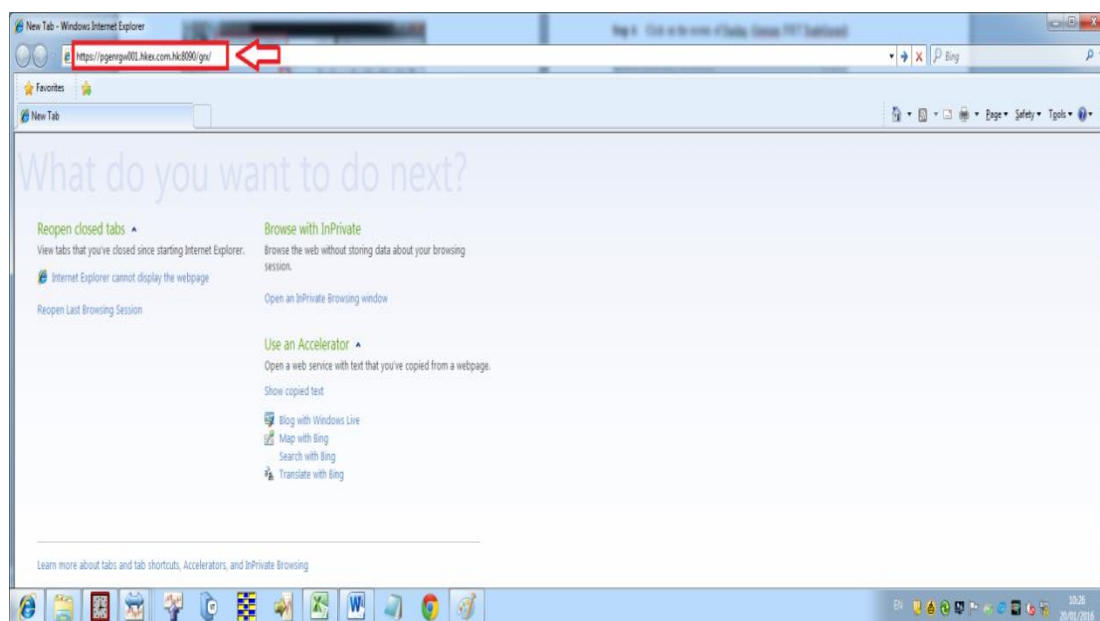 New Tab - Windows Internet Explorer
https://pgenrgw001.hkex.com.hk:8090/grx/
Bing
Favorites
New Tab
Page Safety Tools
What do you want to do next?
Reopen closed tabs
View tabs that you've closed since starting Internet Explorer.
Internet Explorer cannot display the webpage
Reopen Last Browsing Session
Browse with InPrivate
Browse the web without storing data about your browsing
session.
Open an InPrivate Browsing window
Use an Accelerator
Open a web service with text that you've copied from a webpage.
Show copied text
Blog with Windows Live
Map with Bing
Search with Bing
Translate with Bing
Learn more about tabs and tab shortcuts, Accelerators, and InPrivate Browsing
EN
10:26
20/01/2016